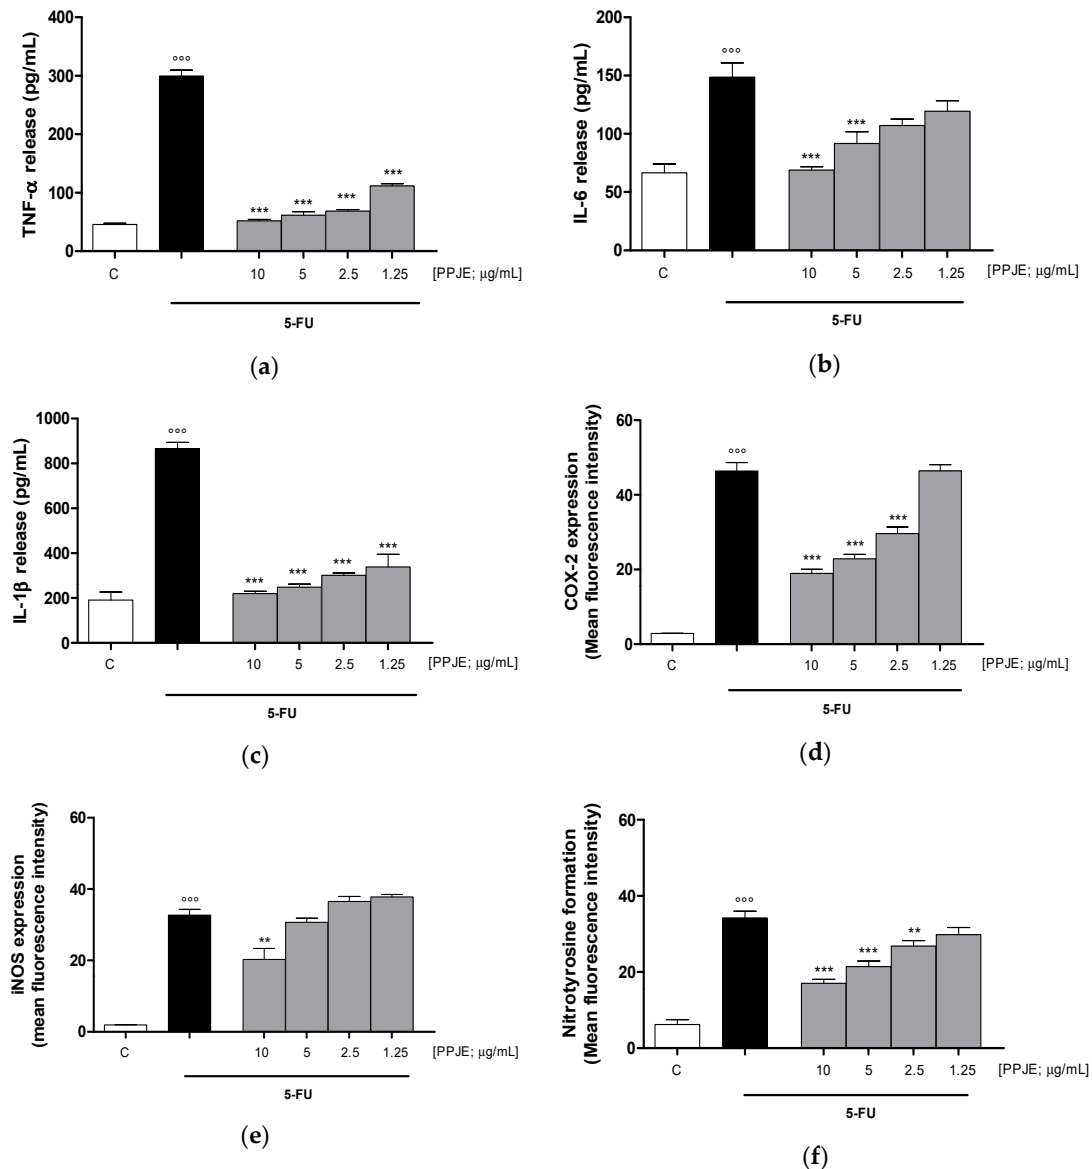 TNF-α release (pg/mL)
400
300
200
100
0
°°°
***
***
***
***
C
10
5
2.5
1.25
[PPJE; μg/mL]
5-FU
(a)
IL-6 release (pg/mL)
200
150
100
50
0
°°°
***
***
C
10
5
2.5
1.25
[PPJE; μg/mL]
5-FU
(b)
IL-1β release (pg/mL)
1000
800
600
400
200
0
°°°
***
***
***
***
C
10
5
2.5
1.25
[PPJE; μg/mL]
5-FU
(c)
COX-2 expression
(Mean fluorescence intensity)
60
40
20
0
°°°
***
***
***
C
10
5
2.5
1.25
[PPJE; μg/mL]
5-FU
(d)
iNOS expression
(mean fluorescence intensity)
60
40
20
0
°°°
**
C
10
5
2.5
1.25
[PPJE; μg/mL]
5-FU
(e)
Nitrotyrosine formation
(Mean fluorescence intensity)
60
40
20
0
°°°
***
***
**
C
10
5
2.5
1.25
[PPJE; μg/mL]
5-FU
(f)